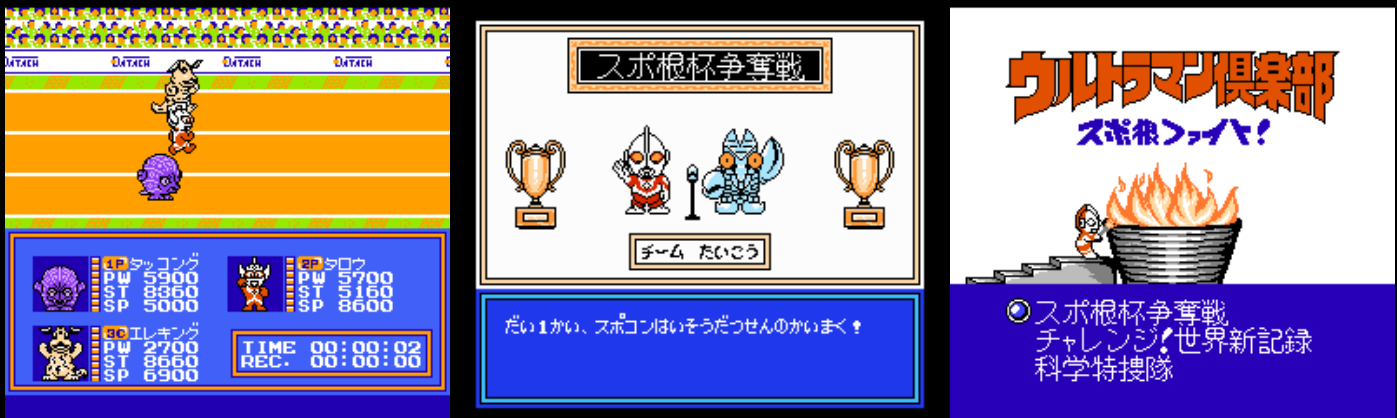 DATACH DATACH DATACH DATACH
1P タッコング
PW 5900
ST 8360
SP 5000
2P タロウ
PW 5700
ST 5160
SP 8600
3C エレキング
PW 2700
ST 8660
SP 6900
TIME 00:00:02
REC. 00:00:00
スポ根杯争奪戦
チーム たいこう
だい1かい、スポコンはいそうだつせんのかいまく!
ウルトラマン倶楽部
スポ根ファイト!
スポ根杯争奪戦
チャレンジ!世界新記録
科学特捜隊